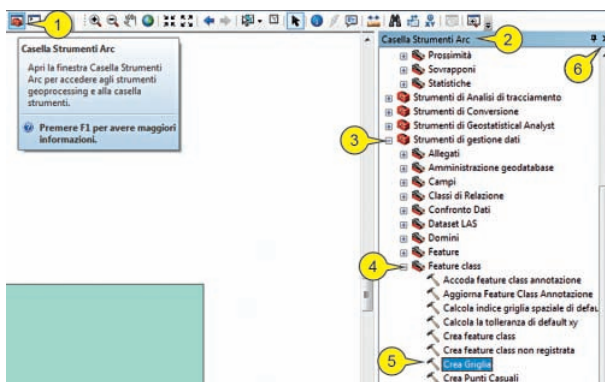 1
Casella Strumenti Arc
Apri la finestra Casella Strumenti
Arc per accedere agli strumenti
geoprocessing e alla casella
strumenti.
Premere F1 per avere maggiori
informazioni.
Casella Strumenti Arc
2
6
Prossimità
Sovrapponi
Statistiche
Strumenti di Analisi di tracciamento
Strumenti di Conversione
Strumenti di Geostatistical Analyst
3
Strumenti di gestione dati
Allegati
Amministrazione geodatabase
Campi
Classi di Relazione
Confronto Dati
Dataset LAS
Domini
Feature
4
Feature class
Accoda feature class annotazione
Aggiorna Feature Class Annotazione
Calcola indice griglia spaziale di defau
Calcola la tolleranza di default xy
Crea feature class
Crea feature class non registrata
5
Crea Griglia
Crea Punti Casuali